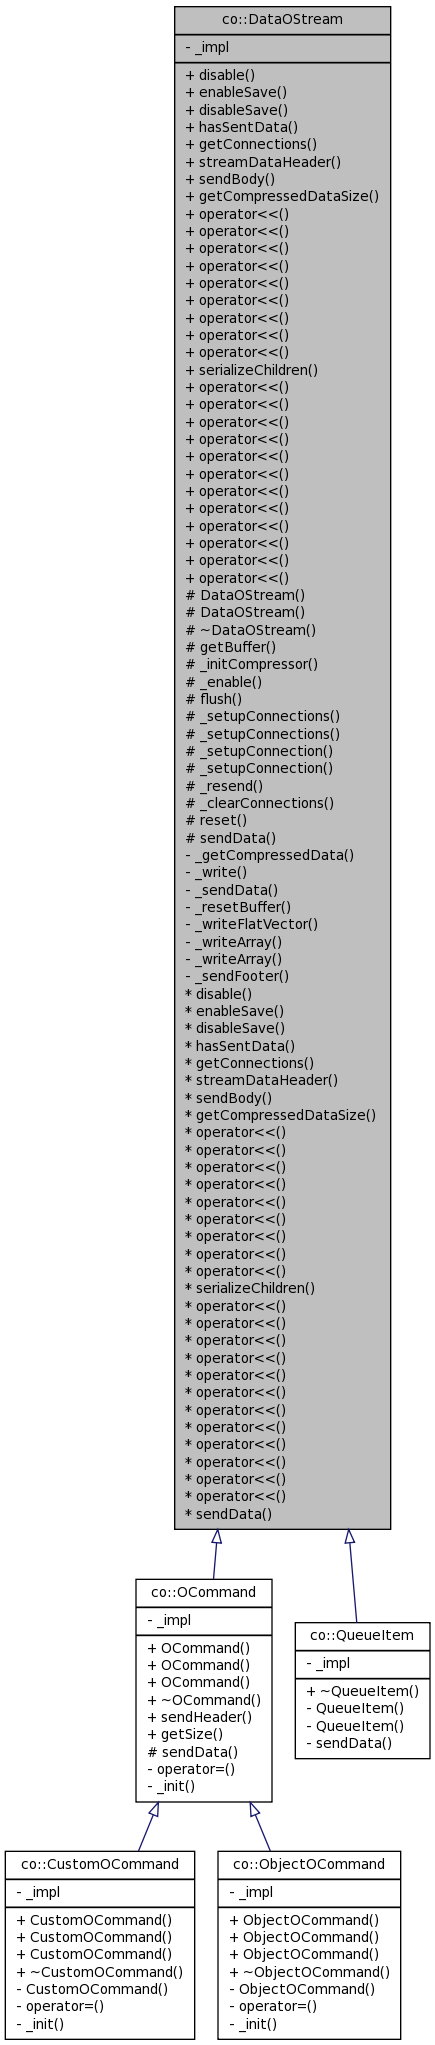 co::DataOStream
- _impl
+ disable()
+ enableSave()
+ disableSave()
+ hasSentData()
+ getConnections()
+ streamDataHeader()
+ sendBody()
+ getCompressedDataSize()
+ operator<<()
+ operator<<()
+ operator<<()
+ operator<<()
+ operator<<()
+ operator<<()
+ operator<<()
+ operator<<()
+ operator<<()
+ serializeChildren()
+ operator<<()
+ operator<<()
+ operator<<()
+ operator<<()
+ operator<<()
+ operator<<()
+ operator<<()
+ operator<<()
+ operator<<()
+ operator<<()
+ operator<<()
+ operator<<()
# DataOStream()
# DataOStream()
# ~DataOStream()
# getBuffer()
# _initCompressor()
# _enable()
# flush()
# _setupConnections()
# _setupConnections()
# _setupConnection()
# _setupConnection()
# _resend()
# _clearConnections()
# reset()
# sendData()
- _getCompressedData()
- _write()
- _sendData()
- _resetBuffer()
- _writeFlatVector()
- _writeArray()
- _writeArray()
- _sendFooter()
* disable()
* enableSave()
* disableSave()
* hasSentData()
* getConnections()
* streamDataHeader()
* sendBody()
* getCompressedDataSize()
* operator<<()
* operator<<()
* operator<<()
* operator<<()
* operator<<()
* operator<<()
* operator<<()
* operator<<()
* operator<<()
* serializeChildren()
* operator<<()
* operator<<()
* operator<<()
* operator<<()
* operator<<()
* operator<<()
* operator<<()
* operator<<()
* operator<<()
* operator<<()
* operator<<()
* operator<<()
* sendData()
co::OCommand
- _impl
+ OCommand()
+ OCommand()
+ OCommand()
+ ~OCommand()
+ sendHeader()
+ getSize()
# sendData()
- operator=()
- _init()
co::QueueItem
- _impl
+ ~QueueItem()
- QueueItem()
- QueueItem()
- sendData()
co::CustomOCommand
- _impl
+ CustomOCommand()
+ CustomOCommand()
+ CustomOCommand()
+ ~CustomOCommand()
- CustomOCommand()
- operator=()
- _init()
co::ObjectOCommand
- _impl
+ ObjectOCommand()
+ ObjectOCommand()
+ ObjectOCommand()
+ ~ObjectOCommand()
- ObjectOCommand()
- operator=()
- _init()